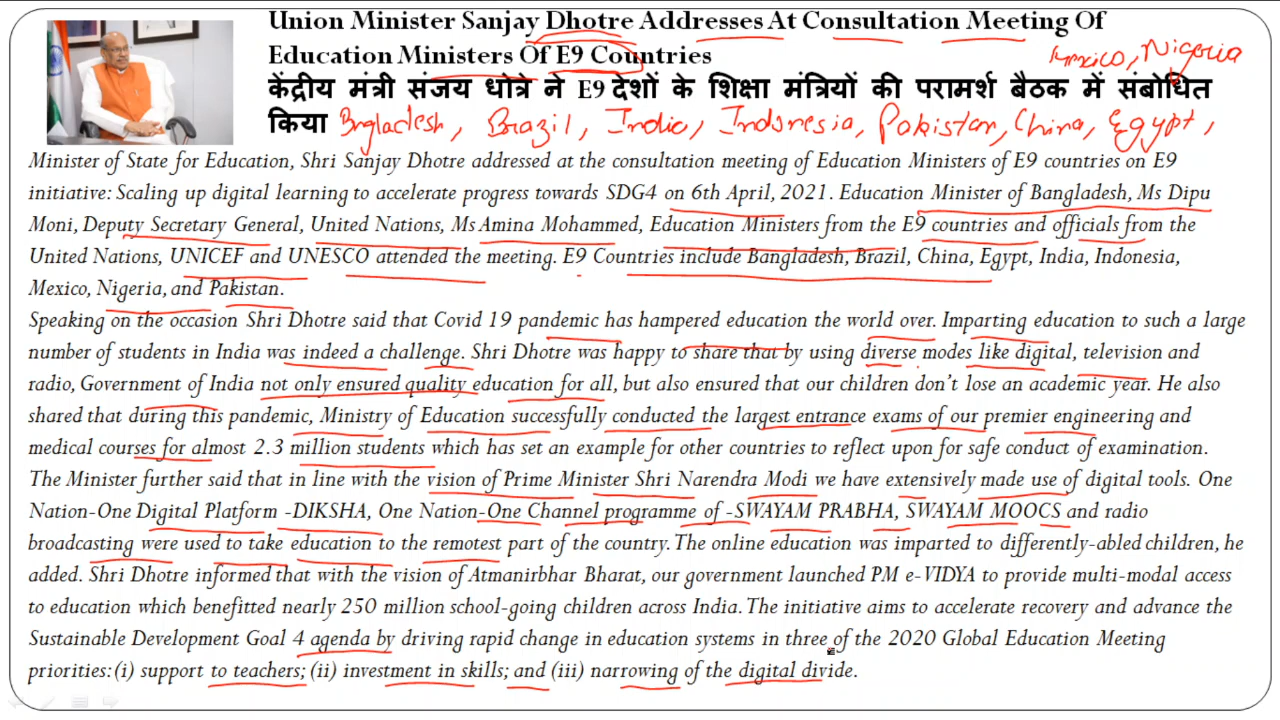 Union Minister Sanjay Dhotre Addresses At Consultation Meeting Of
Education Ministers Of E9 Countries
Mexico, Nigeria
केंद्रीय मंत्री संजय धोत्रे ने E9 देशों के शिक्षा मंत्रियों की परामर्श बैठक में संबोधित
किया Bngladesh, Brazil, India, Indonesia, Pakistan, China, Egypt,
Minister of State for Education, Shri Sanjay Dhotre addressed at the consultation meeting of Education Ministers of E9 countries on E9
initiative: Scaling up digital learning to accelerate progress towards SDG4 on 6th April, 2021. Education Minister of Bangladesh, Ms Dipu
Moni, Deputy Secretary General, United Nations, Ms Amina Mohammed, Education Ministers from the E9 countries and officials from the
United Nations, UNICEF and UNESCO attended the meeting. E9 Countries include Bangladesh, Brazil, China, Egypt, India, Indonesia,
Mexico, Nigeria, and Pakistan.
Speaking on the occasion Shri Dhotre said that Covid 19 pandemic has hampered education the world over. Imparting education to such a large
number of students in India was indeed a challenge. Shri Dhotre was happy to share that by using diverse modes like digital, television and
radio, Government of India not only ensured quality education for all, but also ensured that our children don't lose an academic year. He also
shared that during this pandemic, Ministry of Education successfully conducted the largest entrance exams of our premier engineering and
medical courses for almost 2.3 million students which has set an example for other countries to reflect upon for safe conduct of examination.
The Minister further said that in line with the vision of Prime Minister Shri Narendra Modi we have extensively made use of digital tools. One
Nation-One Digital Platform -DIKSHA, One Nation-One Channel programme of -SWAYAM PRABHA, SWAYAM MOOCS and radio
broadcasting were used to take education to the remotest part of the country. The online education was imparted to differently-abled children, he
added. Shri Dhotre informed that with the vision of Atmanirbhar Bharat, our government launched PM e-VIDYA to provide multi-modal access
to education which benefitted nearly 250 million school-going children across India. The initiative aims to accelerate recovery and advance the
Sustainable Development Goal 4 agenda by driving rapid change in education systems in three of the 2020 Global Education Meeting
priorities: (i) support to teachers; (ii) investment in skills; and (iii) narrowing of the digital divide.